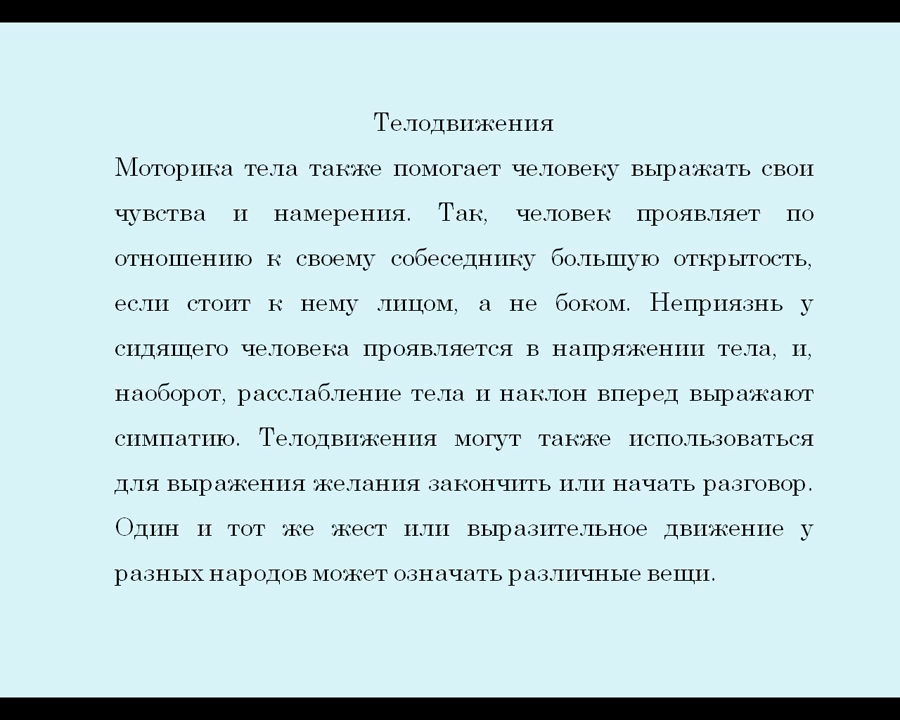 Телодвижения
Моторика тела также помогает человеку выражать свои
чувства и намерения. Так, человек проявляет по
отношению к своему собеседнику большую открытость,
если стоит к нему лицом, а не боком. Неприязнь у
сидящего человека проявляется в напряжении тела, и,
наоборот, расслабление тела и наклон вперед выражают
симпатию. Телодвижения могут также использоваться
для выражения желания закончить или начать разговор.
Один и тот же жест или выразительное движение у
разных народов может означать различные вещи.